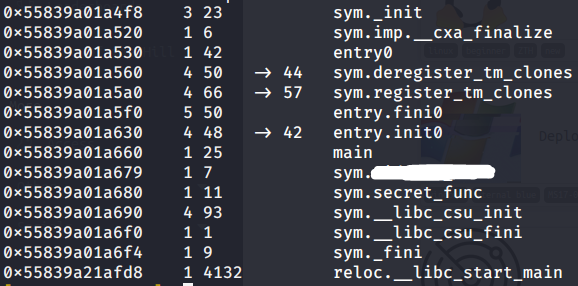 0×55839a01a4f8 3 23 sym._init
0×55839a01a520 1 6 sym.imp.__cxa_finalize
0×55839a01a530 1 42 entry0
0×55839a01a560 4 50 → 44 sym.deregister_tm_clones
0×55839a01a5a0 4 66 → 57 sym.register_tm_clones
0×55839a01a5f0 5 50 entry.fini0
0×55839a01a630 4 48 → 42 entry.init0
0×55839a01a660 1 25 main
0×55839a01a679 1 7 sym.
0×55839a01a680 1 11 sym.secret_func
0×55839a01a690 4 93 sym.__libc_csu_init
0×55839a01a6f0 1 1 sym.__libc_csu_fini
0×55839a01a6f4 1 9 sym._fini
0×55839a21afd8 1 4132 reloc.__libc_start_main
Deplo